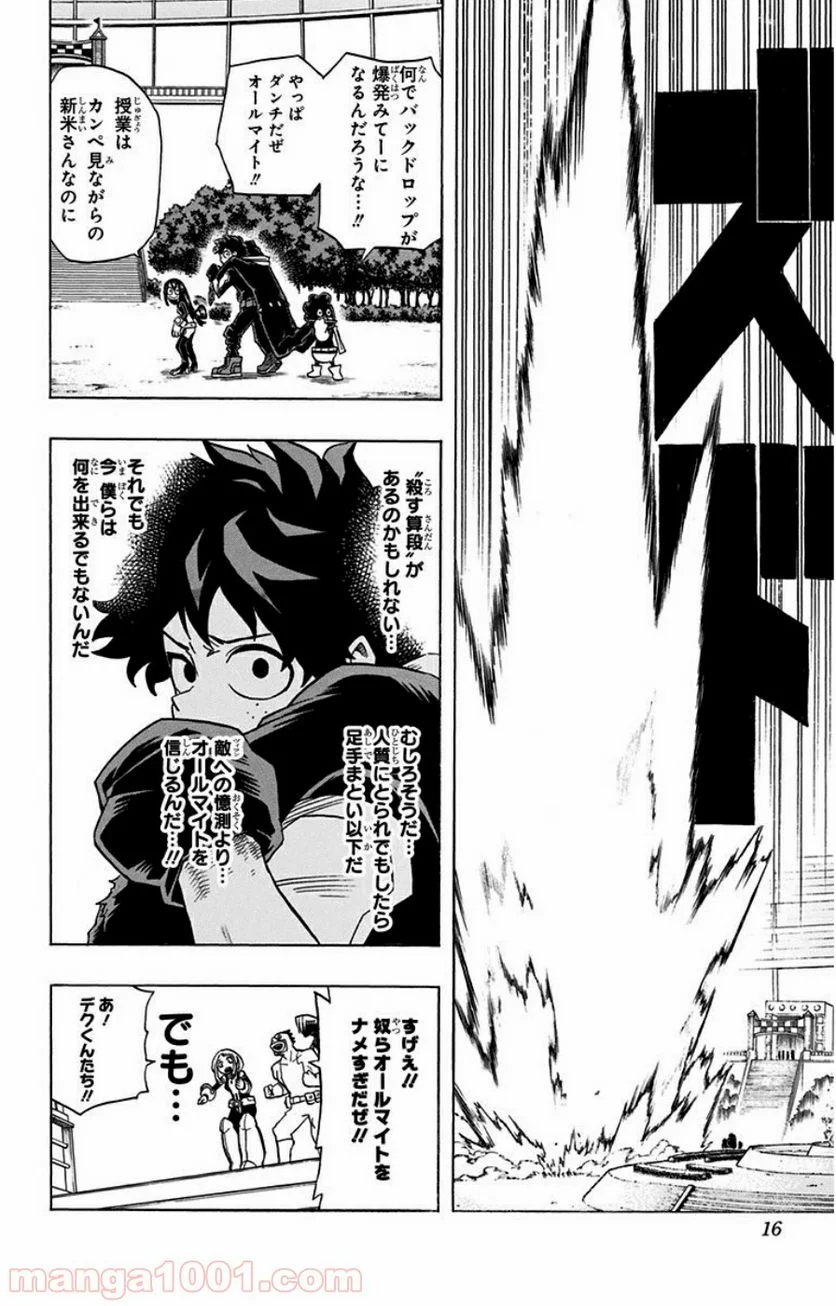 ズドン
何でバックドロップが
爆発みてーに
なるんだろうな…!!
やっぱ
ダンチだぜ
オールマイト!!
授業は
カンペ見ながらの
新米さんなのに
〝殺す算段〟が
あるのかもしれない…
それでも
今 僕らは
何を出来るでもないんだ
むしろそうだ…
人質にとられでもしたら
足手まとい以下だ
敵への憶測より…
オールマイトを
信じるんだ…!!
すげえ!!
奴らオールマイトを
ナメすぎだぜ!!
でも…
あ!
デクくんたち!!
16
manga1001.com